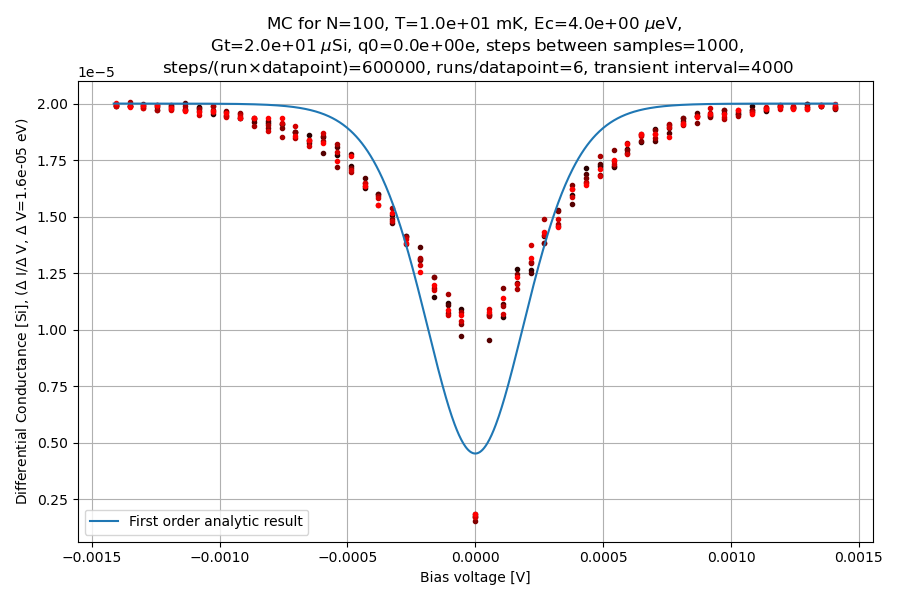 MC for N=100, T=1.0e+01 mK, Ec=4.0e+00 μeV,
Gt=2.0e+01 μSi, q0=0.0e+00e, steps between samples=1000,
steps/(run×datapoint)=600000, runs/datapoint=6, transient interval=4000
1e−5
Differential Conductance [Si], (Δ I/Δ V, Δ V=1.6e-05 eV)
2.00
1.75
1.50
1.25
1.00
0.75
0.50
0.25
First order analytic result
−0.0015
−0.0010
−0.0005
0.0000
0.0005
0.0010
0.0015
Bias voltage [V]